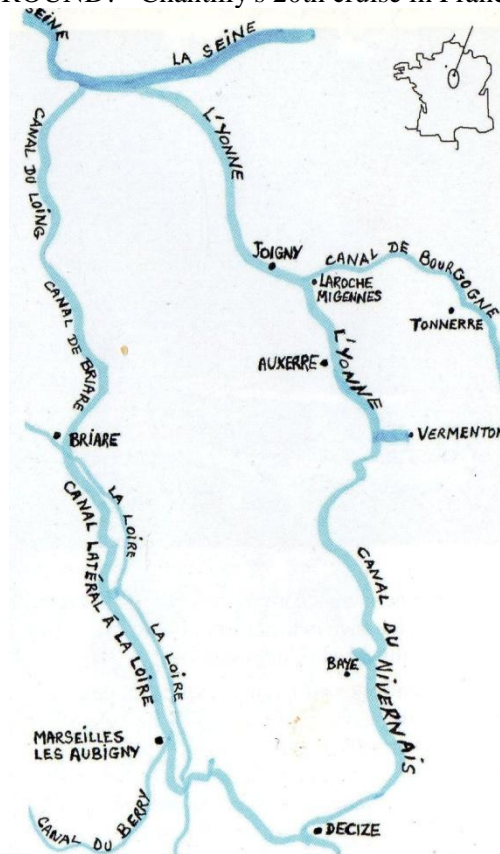 ROUND? Chantilly's 20th cruise in Franc
SEINE
LA SEINE
L'YONNE
CANAL DU LOING
JOIGNY
CANAL DE BOURGOGNE
LAROCHE
MIGENNES
CANAL DE BRIARE
TONNERRE
AUXERRE
L'YONNE
BRIARE
VERMENTON
LA LOIRE
CANAL LATÉRAL À LA LOIRE
CANAL DU NIVERNAIS
LA LOIRE
BAYE
MARSEILLES
LES AUBIGNY
CANAL DU BERRY
DECIZE